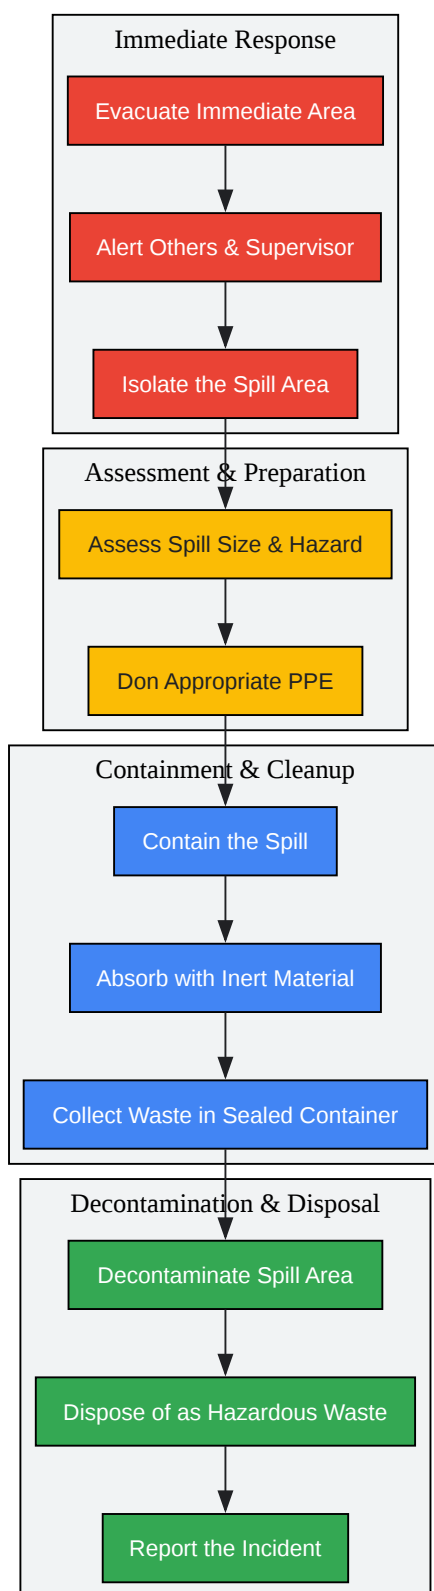 Immediate Response
Evacuate Immediate Area
Alert Others & Supervisor
Isolate the Spill Area
Assessment & Preparation
Assess Spill Size & Hazard
Don Appropriate PPE
Containment & Cleanup
Contain the Spill
Absorb with Inert Material
Collect Waste in Sealed Container
Decontamination & Disposal
Decontaminate Spill Area
Dispose of as Hazardous Waste
Report the Incident